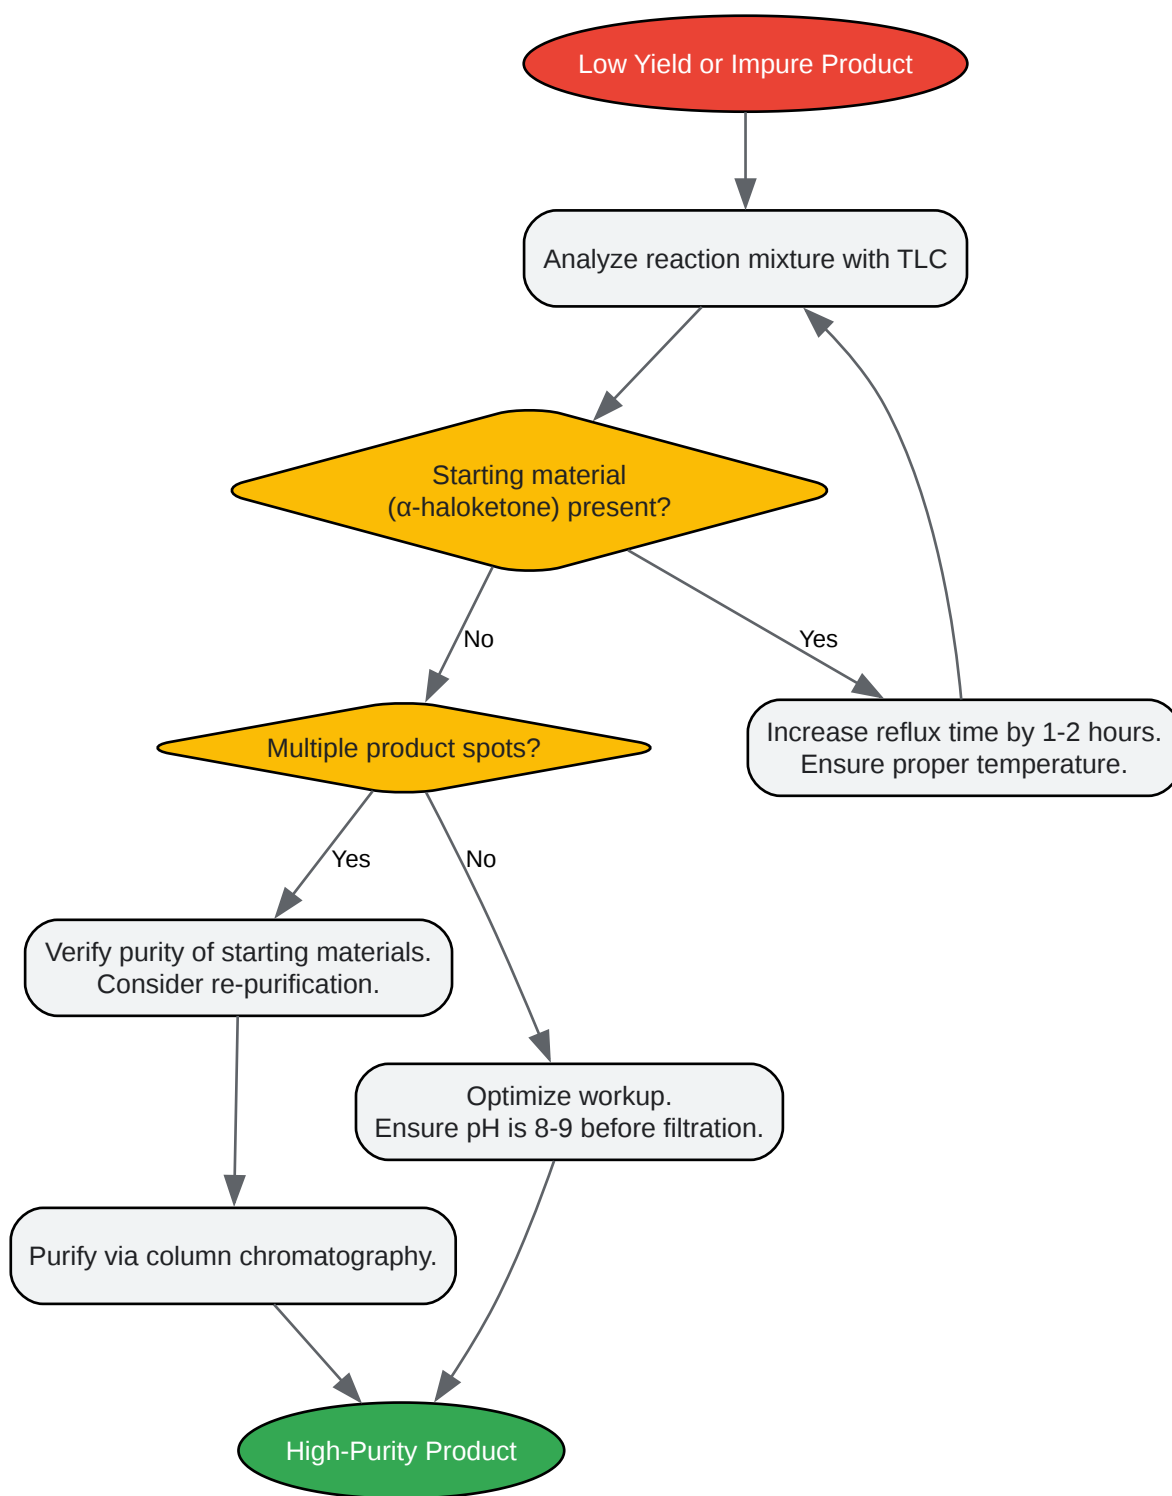 Low Yield or Impure Product
Analyze reaction mixture with TLC
Starting material
(α-haloketone) present?
No
Yes
Multiple product spots?
Increase reflux time by 1-2 hours.
Ensure proper temperature.
Yes
No
Verify purity of starting materials.
Consider re-purification.
Optimize workup.
Ensure pH is 8-9 before filtration.
Purify via column chromatography.
High-Purity Product